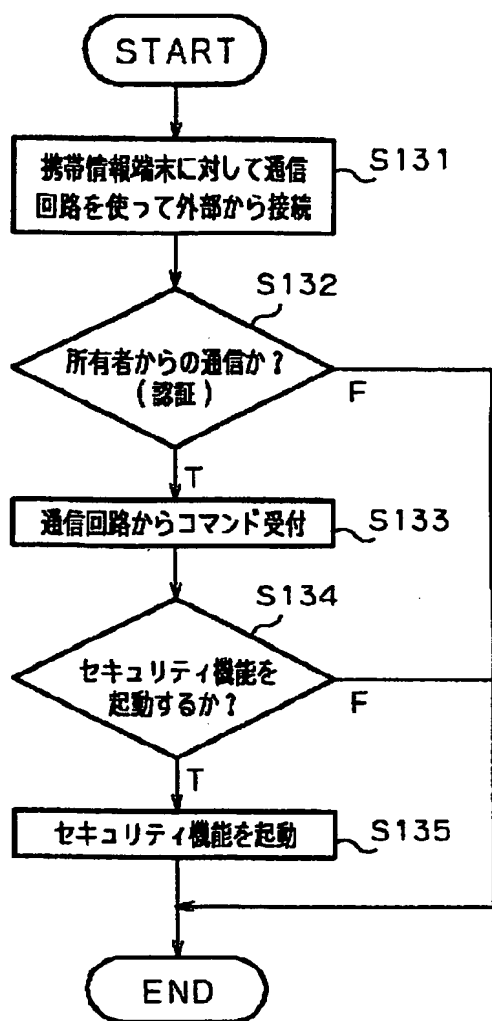 START
携帯情報端末に対して通信
回路を使って外部から接続
S131
S132
所有者からの通信か？
(認証)
F
T
通信回路からコマンド受付
S133
S134
セキュリティ機能を
起動するか？
F
T
セキュリティ機能を起動
S135
END